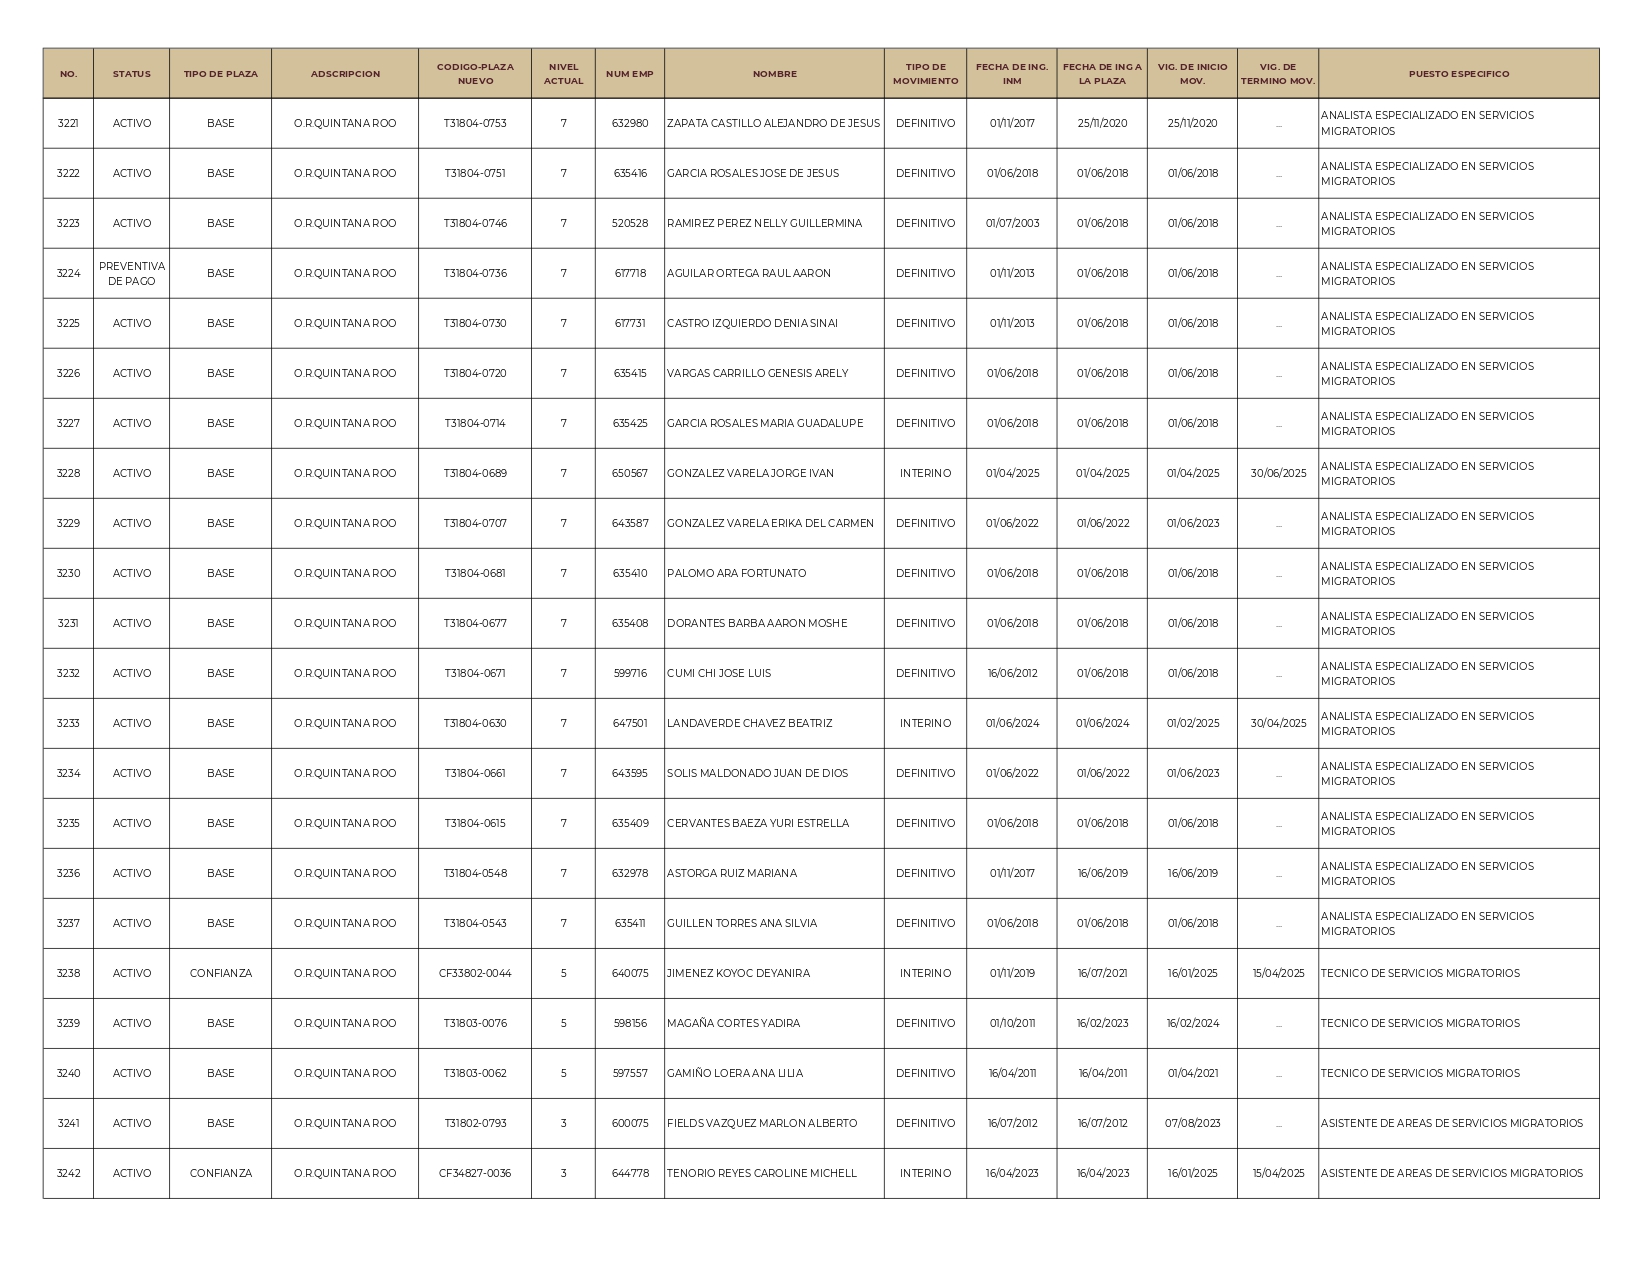 NO. STATUS TIPO DE PLAZA ADSCRIPCION CODIGO-PLAZA NUEVO NIVEL ACTUAL NUM EMP NOMBRE TIPO DE MOVIMIENTO FECHA DE ING. INM FECHA DE ING A LA PLAZA VIG. DE INICIO MOV. VIG. DE TERMINO MOV. PUESTO ESPECIFICO
3221 ACTIVO BASE O.R.QUINTANA ROO T31804-0753 7 632980 ZAPATA CASTILLO ALEJANDRO DE JESUS DEFINITIVO 01/11/2017 25/11/2020 25/11/2020 ... ANALISTA ESPECIALIZADO EN SERVICIOS MIGRATORIOS
3222 ACTIVO BASE O.R.QUINTANA ROO T31804-0751 7 635416 GARCIA ROSALES JOSE DE JESUS DEFINITIVO 01/06/2018 01/06/2018 01/06/2018 ... ANALISTA ESPECIALIZADO EN SERVICIOS MIGRATORIOS
3223 ACTIVO BASE O.R.QUINTANA ROO T31804-0746 7 520528 RAMIREZ PEREZ NELLY GUILLERMINA DEFINITIVO 01/07/2003 01/06/2018 01/06/2018 ... ANALISTA ESPECIALIZADO EN SERVICIOS MIGRATORIOS
3224 PREVENTIVA DE PAGO BASE O.R.QUINTANA ROO T31804-0736 7 617718 AGUILAR ORTEGA RAUL AARON DEFINITIVO 01/11/2013 01/06/2018 01/06/2018 ... ANALISTA ESPECIALIZADO EN SERVICIOS MIGRATORIOS
3225 ACTIVO BASE O.R.QUINTANA ROO T31804-0730 7 617731 CASTRO IZQUIERDO DENIA SINAI DEFINITIVO 01/11/2013 01/06/2018 01/06/2018 ... ANALISTA ESPECIALIZADO EN SERVICIOS MIGRATORIOS
3226 ACTIVO BASE O.R.QUINTANA ROO T31804-0720 7 635415 VARGAS CARRILLO GENESIS ARELY DEFINITIVO 01/06/2018 01/06/2018 01/06/2018 ... ANALISTA ESPECIALIZADO EN SERVICIOS MIGRATORIOS
3227 ACTIVO BASE O.R.QUINTANA ROO T31804-0714 7 635425 GARCIA ROSALES MARIA GUADALUPE DEFINITIVO 01/06/2018 01/06/2018 01/06/2018 ... ANALISTA ESPECIALIZADO EN SERVICIOS MIGRATORIOS
3228 ACTIVO BASE O.R.QUINTANA ROO T31804-0689 7 650567 GONZALEZ VARELA JORGE IVAN INTERINO 01/04/2025 01/04/2025 01/04/2025 30/06/2025 ANALISTA ESPECIALIZADO EN SERVICIOS MIGRATORIOS
3229 ACTIVO BASE O.R.QUINTANA ROO T31804-0707 7 643587 GONZALEZ VARELA ERIKA DEL CARMEN DEFINITIVO 01/06/2022 01/06/2022 01/06/2023 ... ANALISTA ESPECIALIZADO EN SERVICIOS MIGRATORIOS
3230 ACTIVO BASE O.R.QUINTANA ROO T31804-0681 7 635410 PALOMO ARA FORTUNATO DEFINITIVO 01/06/2018 01/06/2018 01/06/2018 ... ANALISTA ESPECIALIZADO EN SERVICIOS MIGRATORIOS
3231 ACTIVO BASE O.R.QUINTANA ROO T31804-0677 7 635408 DORANTES BARBA AARON MOSHE DEFINITIVO 01/06/2018 01/06/2018 01/06/2018 ... ANALISTA ESPECIALIZADO EN SERVICIOS MIGRATORIOS
3232 ACTIVO BASE O.R.QUINTANA ROO T31804-0671 7 599716 CUMI CHI JOSE LUIS DEFINITIVO 16/06/2012 01/06/2018 01/06/2018 ... ANALISTA ESPECIALIZADO EN SERVICIOS MIGRATORIOS
3233 ACTIVO BASE O.R.QUINTANA ROO T31804-0630 7 647501 LANDAVERDE CHAVEZ BEATRIZ INTERINO 01/06/2024 01/06/2024 01/02/2025 30/04/2025 ANALISTA ESPECIALIZADO EN SERVICIOS MIGRATORIOS
3234 ACTIVO BASE O.R.QUINTANA ROO T31804-0661 7 643595 SOLIS MALDONADO JUAN DE DIOS DEFINITIVO 01/06/2022 01/06/2022 01/06/2023 ... ANALISTA ESPECIALIZADO EN SERVICIOS MIGRATORIOS
3235 ACTIVO BASE O.R.QUINTANA ROO T31804-0615 7 635409 CERVANTES BAEZA YURI ESTRELLA DEFINITIVO 01/06/2018 01/06/2018 01/06/2018 ... ANALISTA ESPECIALIZADO EN SERVICIOS MIGRATORIOS
3236 ACTIVO BASE O.R.QUINTANA ROO T31804-0548 7 632978 ASTORGA RUIZ MARIANA DEFINITIVO 01/11/2017 16/06/2019 16/06/2019 ... ANALISTA ESPECIALIZADO EN SERVICIOS MIGRATORIOS
3237 ACTIVO BASE O.R.QUINTANA ROO T31804-0543 7 635411 GUILLEN TORRES ANA SILVIA DEFINITIVO 01/06/2018 01/06/2018 01/06/2018 ... ANALISTA ESPECIALIZADO EN SERVICIOS MIGRATORIOS
3238 ACTIVO CONFIANZA O.R.QUINTANA ROO CF33802-0044 5 640075 JIMENEZ KOYOC DEYANIRA INTERINO 01/11/2019 16/07/2021 16/01/2025 15/04/2025 TECNICO DE SERVICIOS MIGRATORIOS
3239 ACTIVO BASE O.R.QUINTANA ROO T31803-0076 5 598156 MAGAÑA CORTES YADIRA DEFINITIVO 01/10/2011 16/02/2023 16/02/2024 ... TECNICO DE SERVICIOS MIGRATORIOS
3240 ACTIVO BASE O.R.QUINTANA ROO T31803-0062 5 597557 GAMIÑO LOERA ANA LILIA DEFINITIVO 16/04/2011 16/04/2011 01/04/2021 ... TECNICO DE SERVICIOS MIGRATORIOS
3241 ACTIVO BASE O.R.QUINTANA ROO T31802-0793 3 600075 FIELDS VAZQUEZ MARLON ALBERTO DEFINITIVO 16/07/2012 16/07/2012 07/08/2023 ... ASISTENTE DE AREAS DE SERVICIOS MIGRATORIOS
3242 ACTIVO CONFIANZA O.R.QUINTANA ROO CF34827-0036 3 644778 TENORIO REYES CAROLINE MICHELL INTERINO 16/04/2023 16/04/2023 16/01/2025 15/04/2025 ASISTENTE DE AREAS DE SERVICIOS MIGRATORIOS